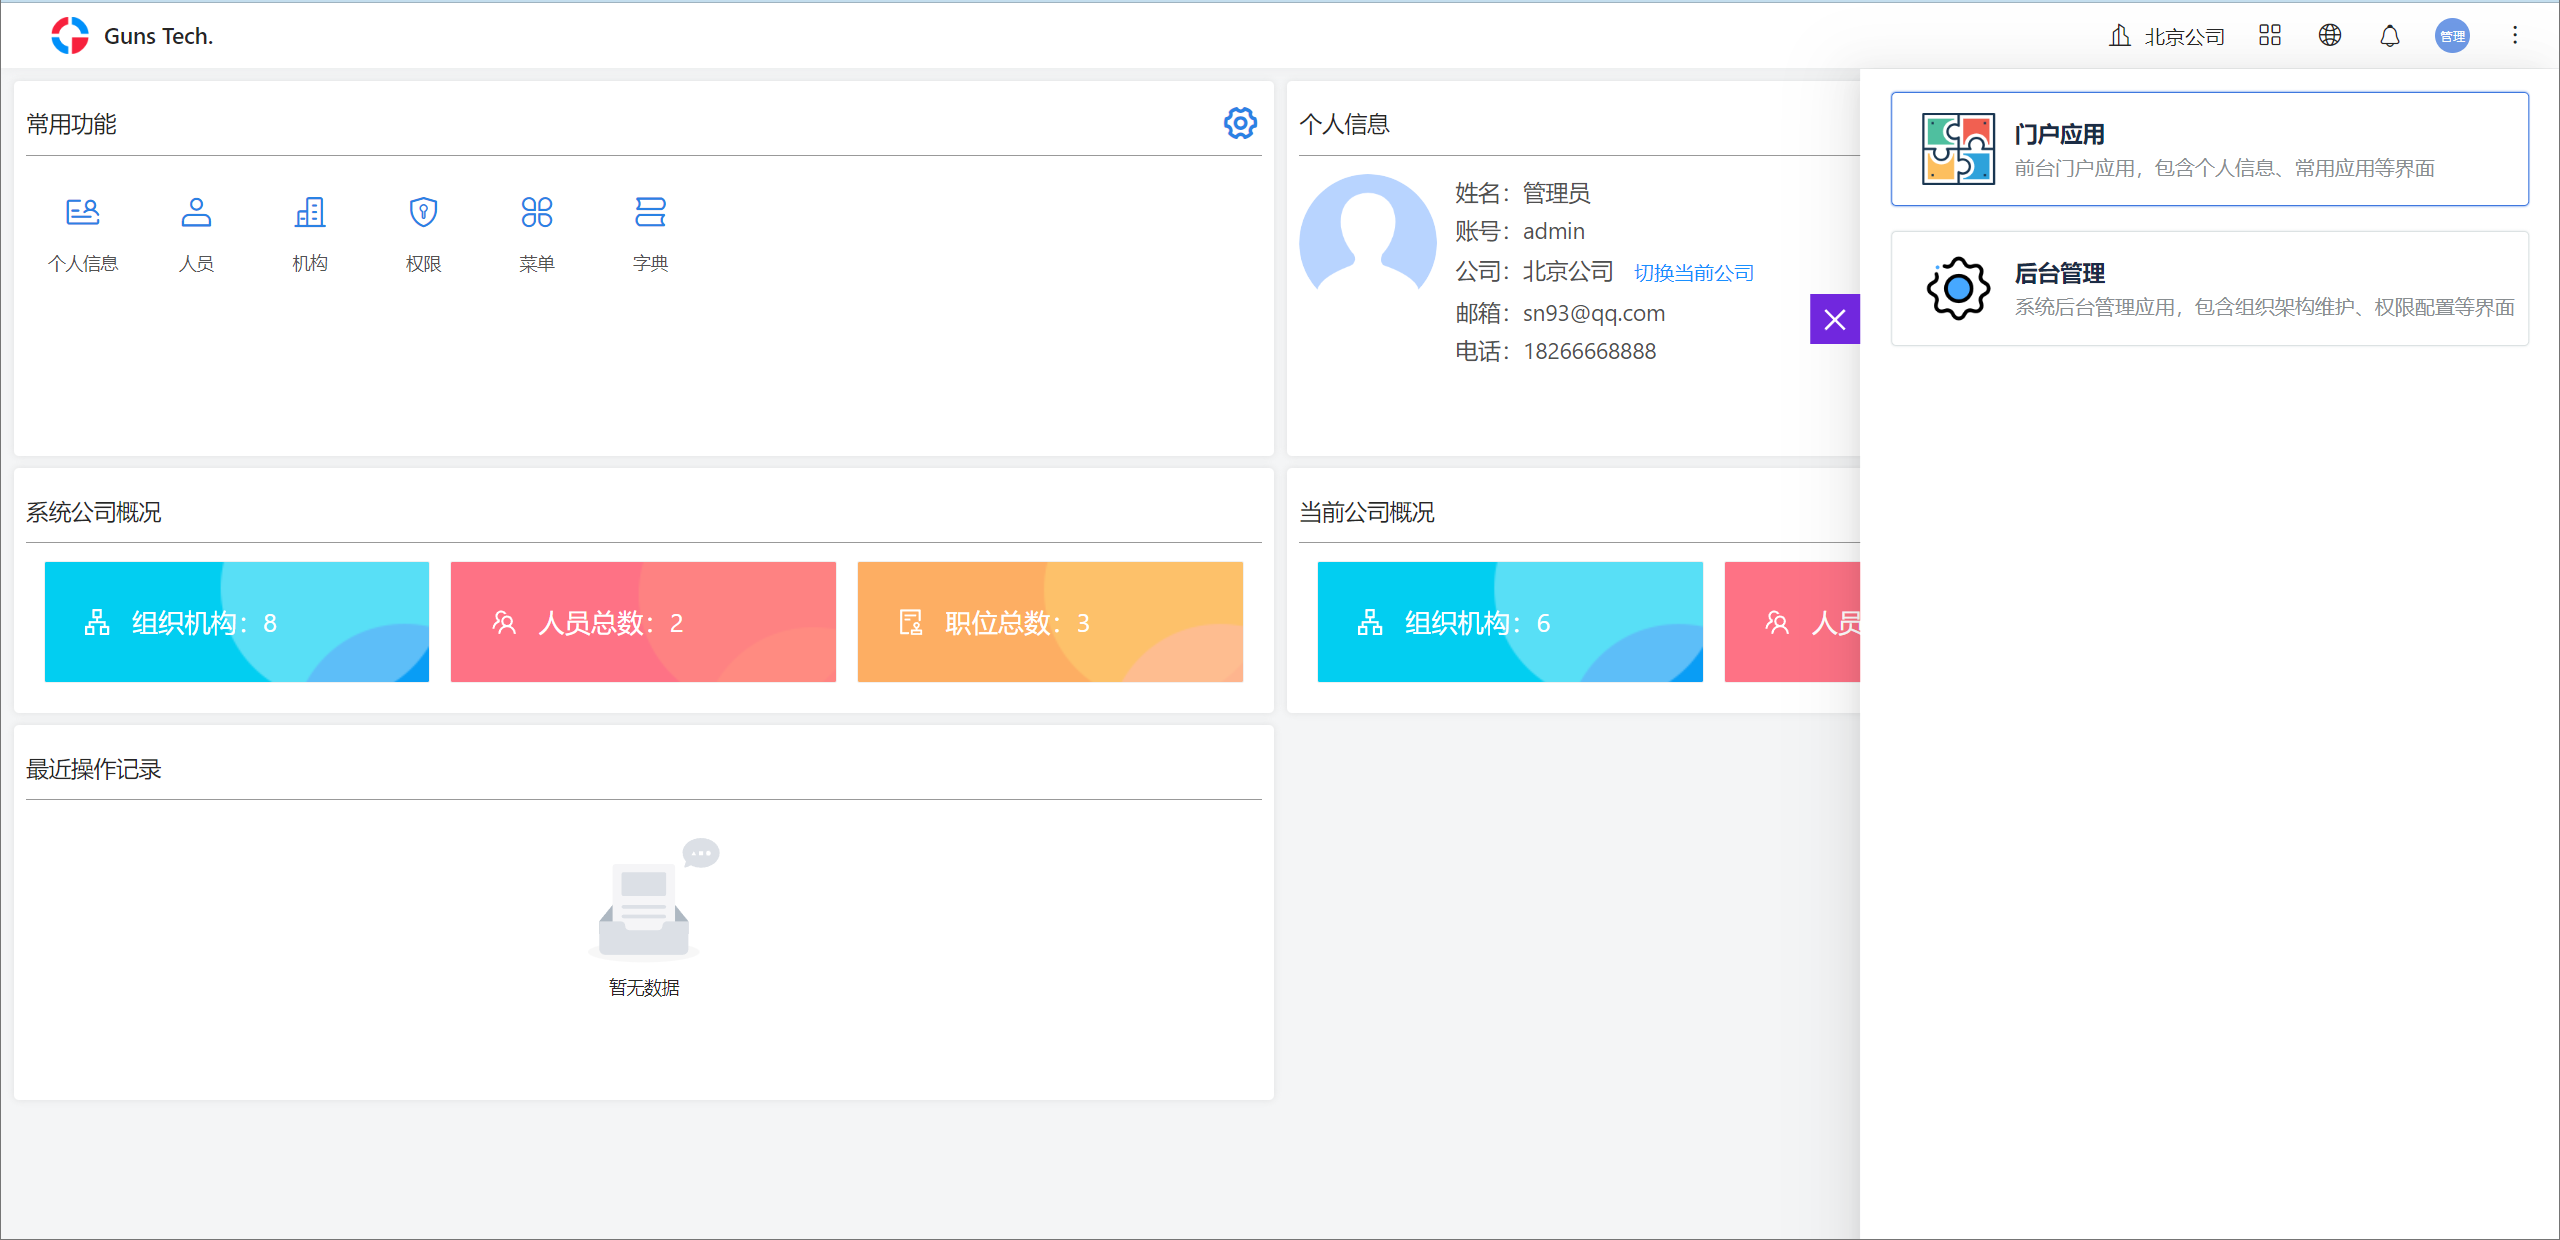 Guns Tech.
北京公司
管理
常用功能
个人信息
人员
机构
权限
菜单
字典
个人信息
姓名：管理员
账号：admin
公司：北京公司 切换当前公司
邮箱：sn93@qq.com
电话：18266668888
门户应用
前台门户应用，包含个人信息、常用应用等界面
后台管理
系统后台管理应用，包含组织架构维护、权限配置等界面
系统公司概况
组织机构：8
人员总数：2
职位总数：3
当前公司概况
组织机构：6
人员
最近操作记录
暂无数据